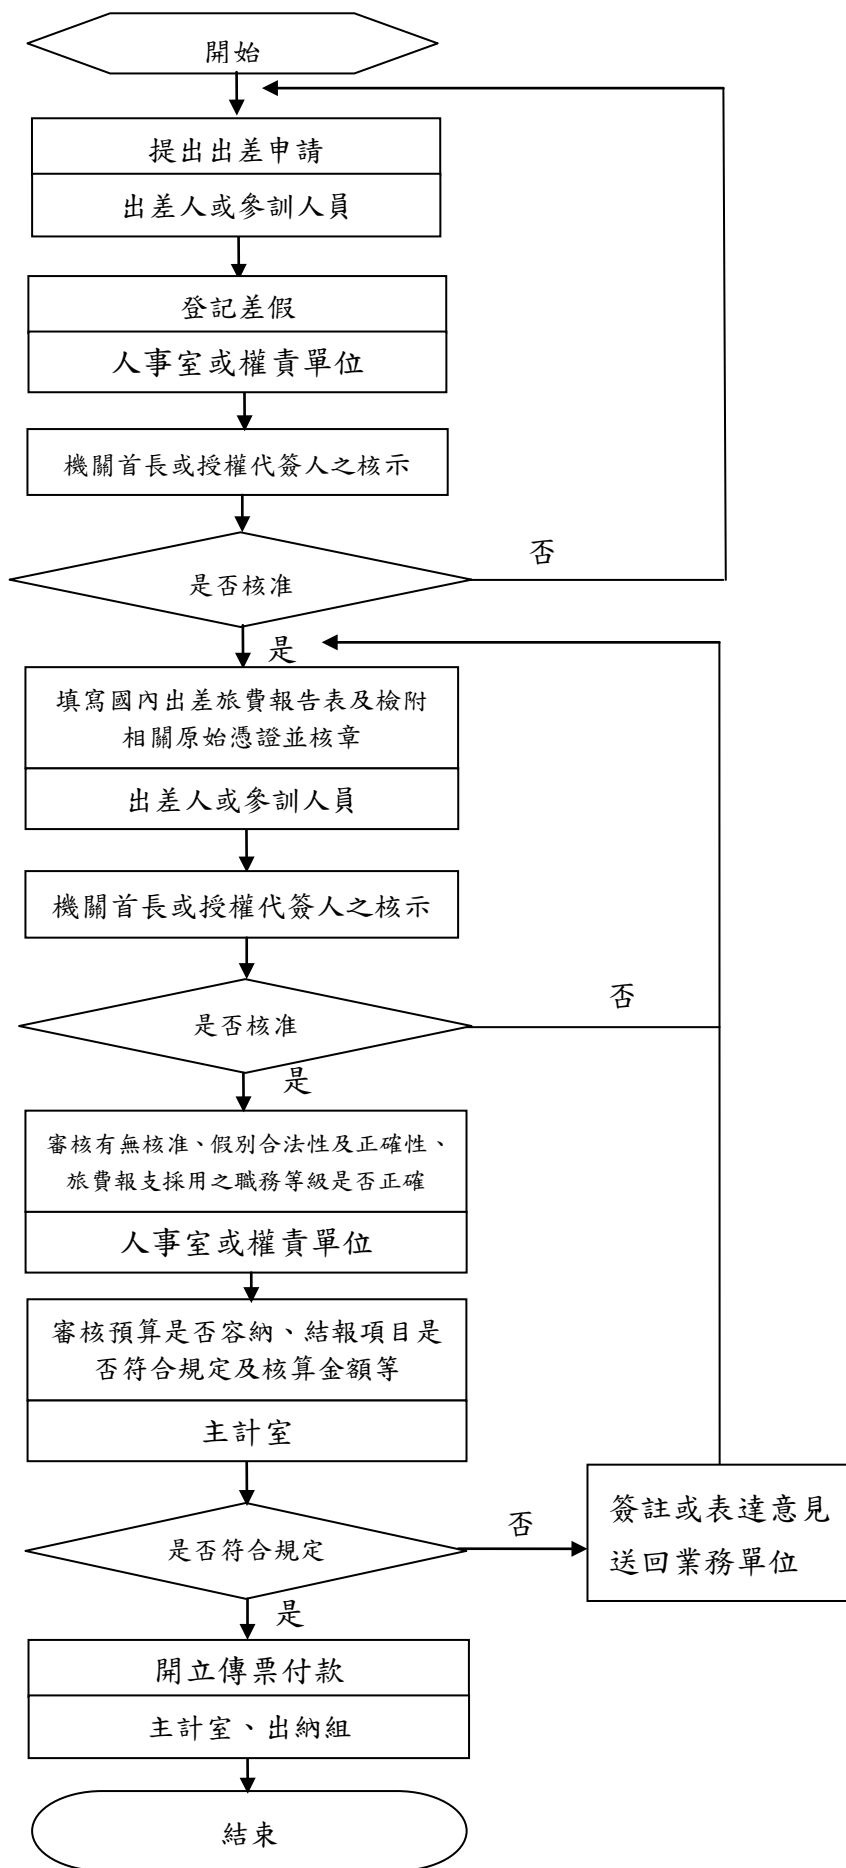 開始
提出出差申請
出差人或參訓人員
登記差假
人事室或權責單位
機關首長或授權代簽人之核示
否
是否核准
是
填寫國內出差旅費報告表及檢附
相關原始憑證並核章
出差人或參訓人員
機關首長或授權代簽人之核示
否
是否核准
是
審核有無核准、假別合法性及正確性、
旅費報支採用之職務等級是否正確
人事室或權責單位
審核預算是否容納、結報項目是
否符合規定及核算金額等
主計室
否
簽註或表達意見
送回業務單位
是否符合規定
是
開立傳票付款
主計室、出納組
結束